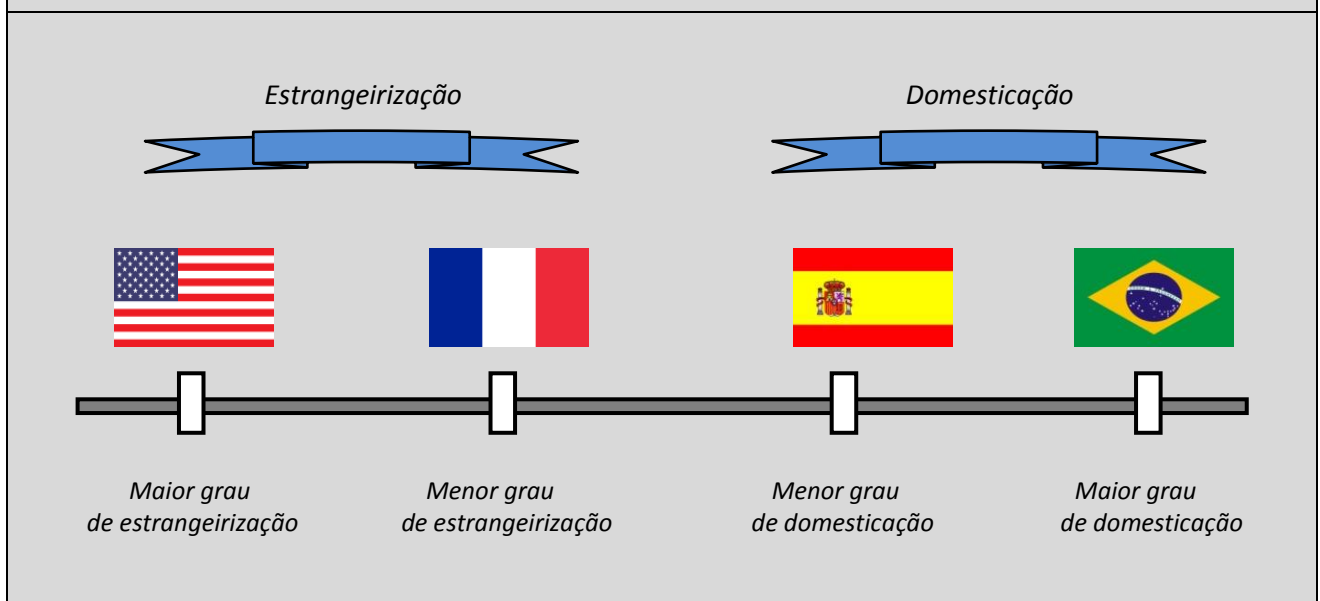 Estrangeirização
Domesticação
Maior grau
de estrangeirização
Menor grau
de estrangeirização
Menor grau
de domesticação
Maior grau
de domesticação